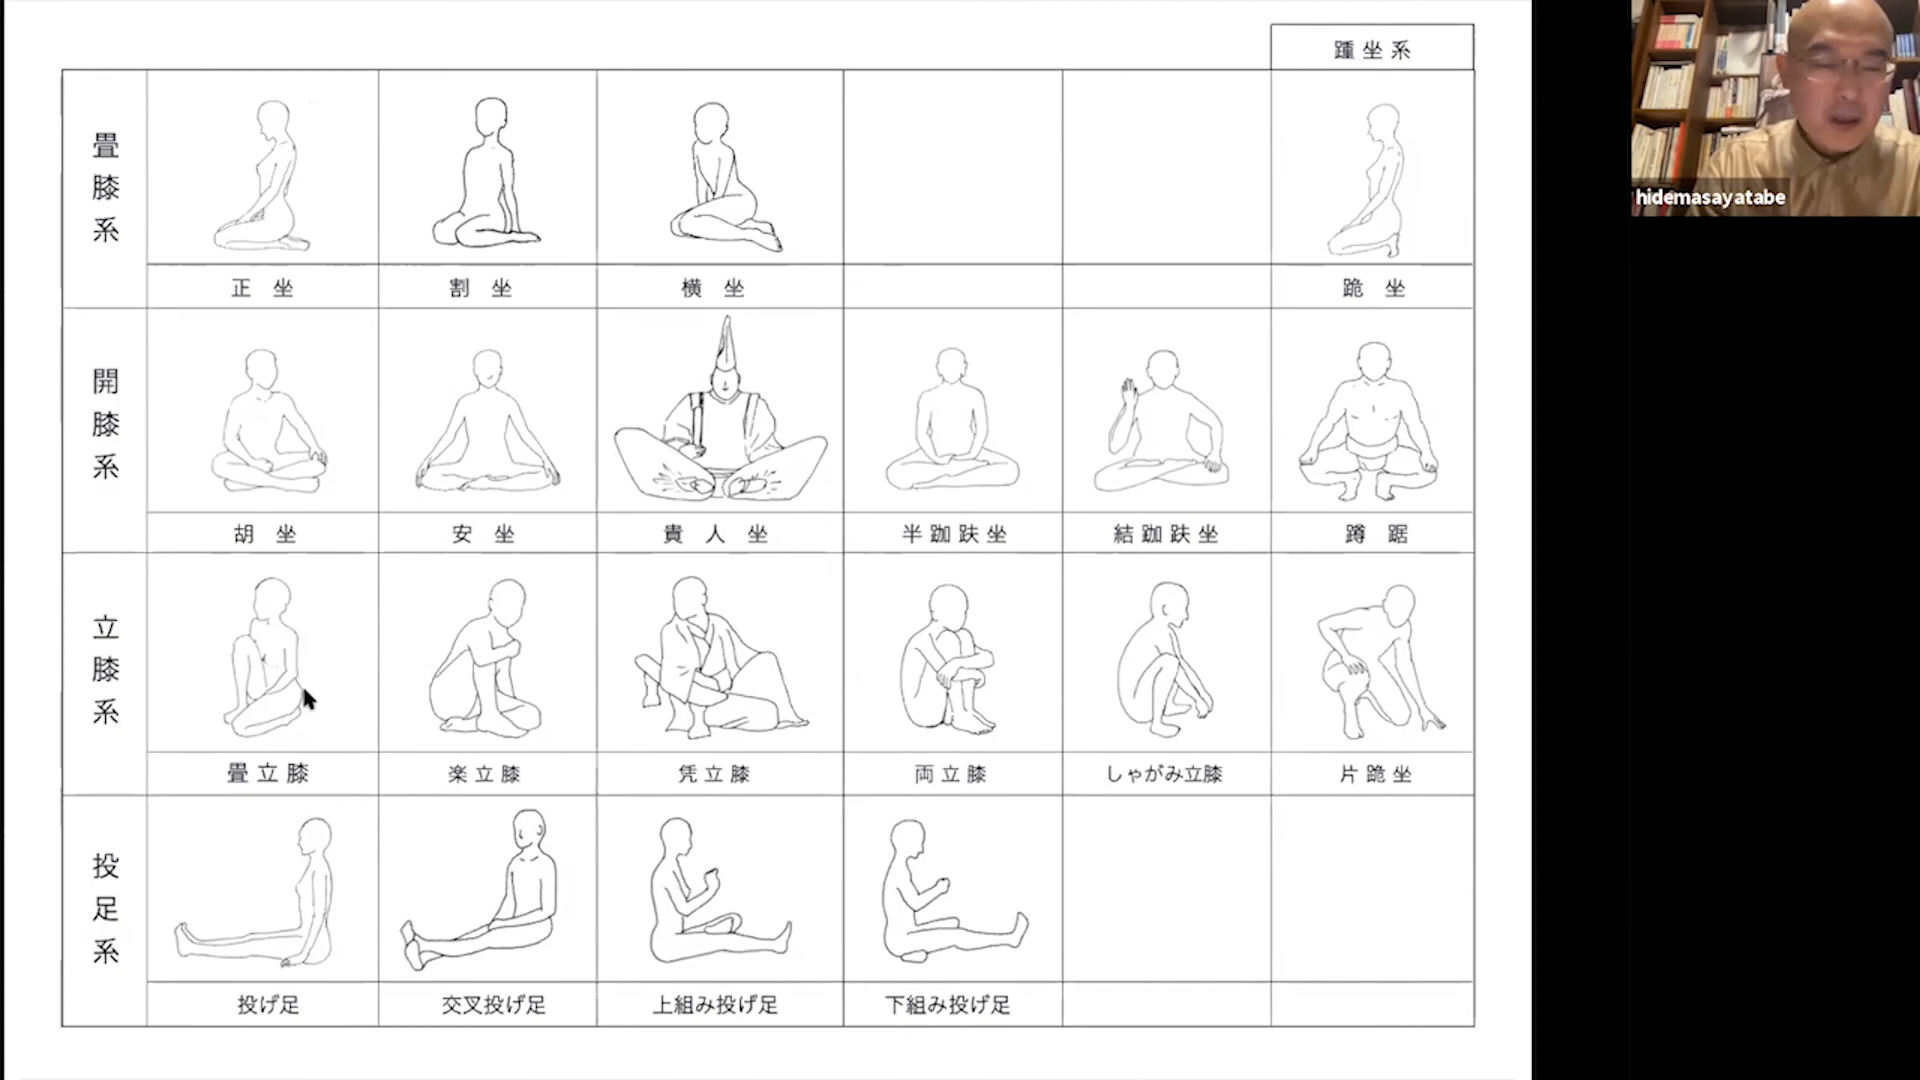 踵坐系
畳膝系
正坐
割坐
横坐
跪坐
開膝系
胡坐
安坐
貴人坐
半跏趺坐
結跏趺坐
蹲踞
立膝系
畳立膝
楽立膝
凭立膝
両立膝
しゃがみ立膝
片跪坐
投足系
投げ足
交叉投げ足
上組み投げ足
下組み投げ足
hidemasayatabe